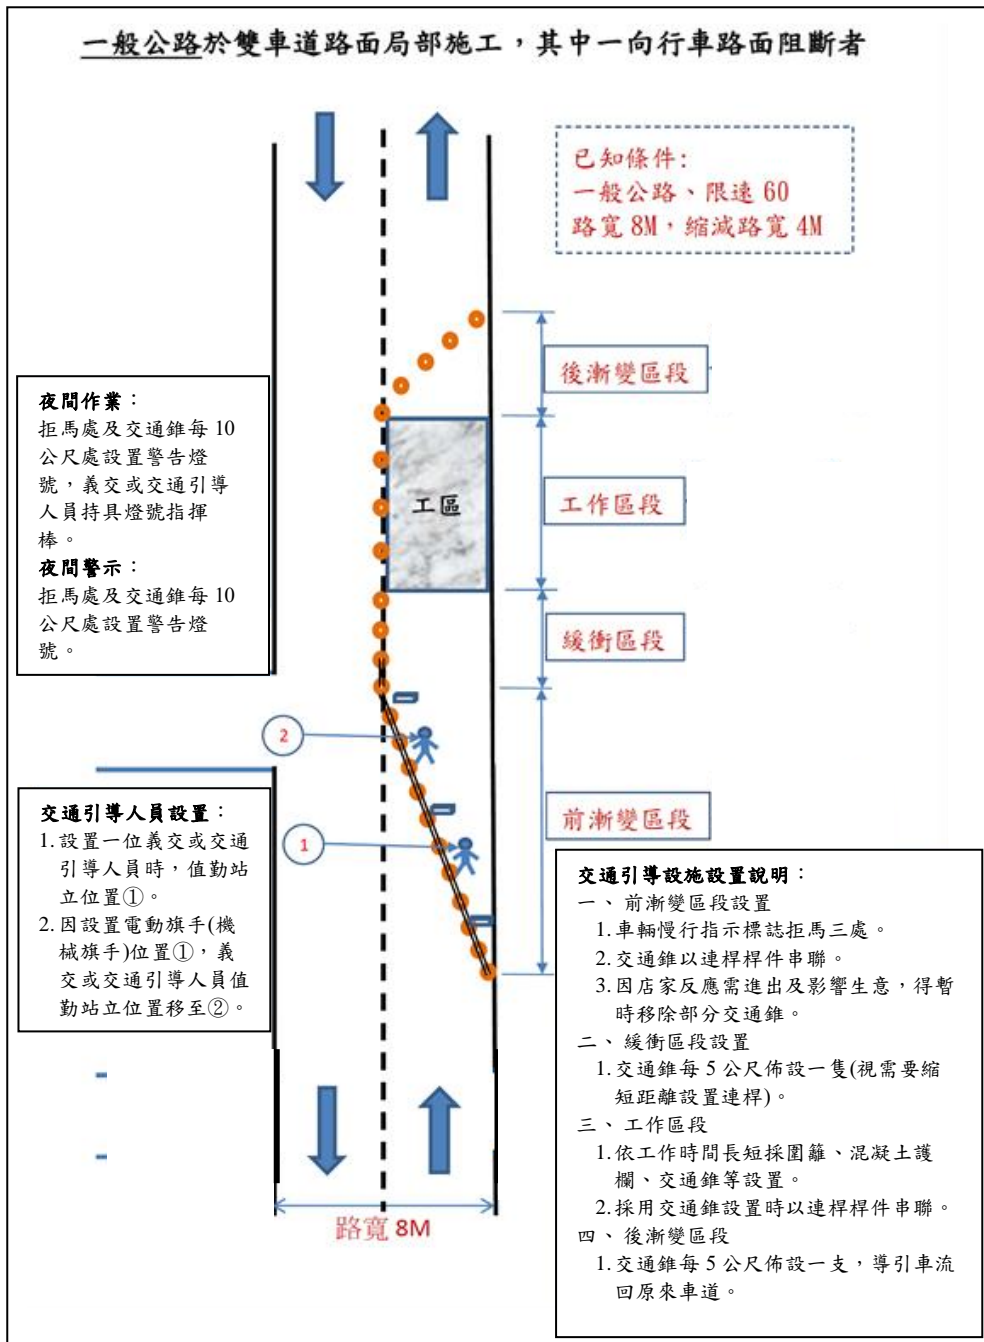 一般公路於雙車道路面局部施工，其中一向行車路面阻斷者
已知條件:
一般公路、限速 60
路寬 8M，縮減路寬 4M
後漸變區段
夜間作業：
拒馬處及交通錐每 10
公尺處設置警告燈
號，義交或交通引導
人員持具燈號指揮
棒。
夜間警示：
拒馬處及交通錐每 10
公尺處設置警告燈
號。
工區
工作區段
緩衝區段
2
前漸變區段
1
交通引導人員設置：
1.設置一位義交或交通
引導人員時，值勤站
立位置①。
2.因設置電動旗手(機
械旗手)位置①，義
交或交通引導人員值
勤站立位置移至②。
交通引導設施設置說明：
一、 前漸變區段設置
1.車輛慢行指示標誌拒馬三處。
2.交通錐以連桿桿件串聯。
3.因店家反應需進出及影響生意，得暫
時移除部分交通錐。
二、 緩衝區段設置
1.交通錐每 5 公尺佈設一隻(視需要縮
短距離設置連桿)。
三、 工作區段
1.依工作時間長短採圍籬、混凝土護
欄、交通錐等設置。
2.採用交通錐設置時以連桿桿件串聯。
四、 後漸變區段
1.交通錐每 5 公尺佈設一支，導引車流
回原來車道。
路寬 8M